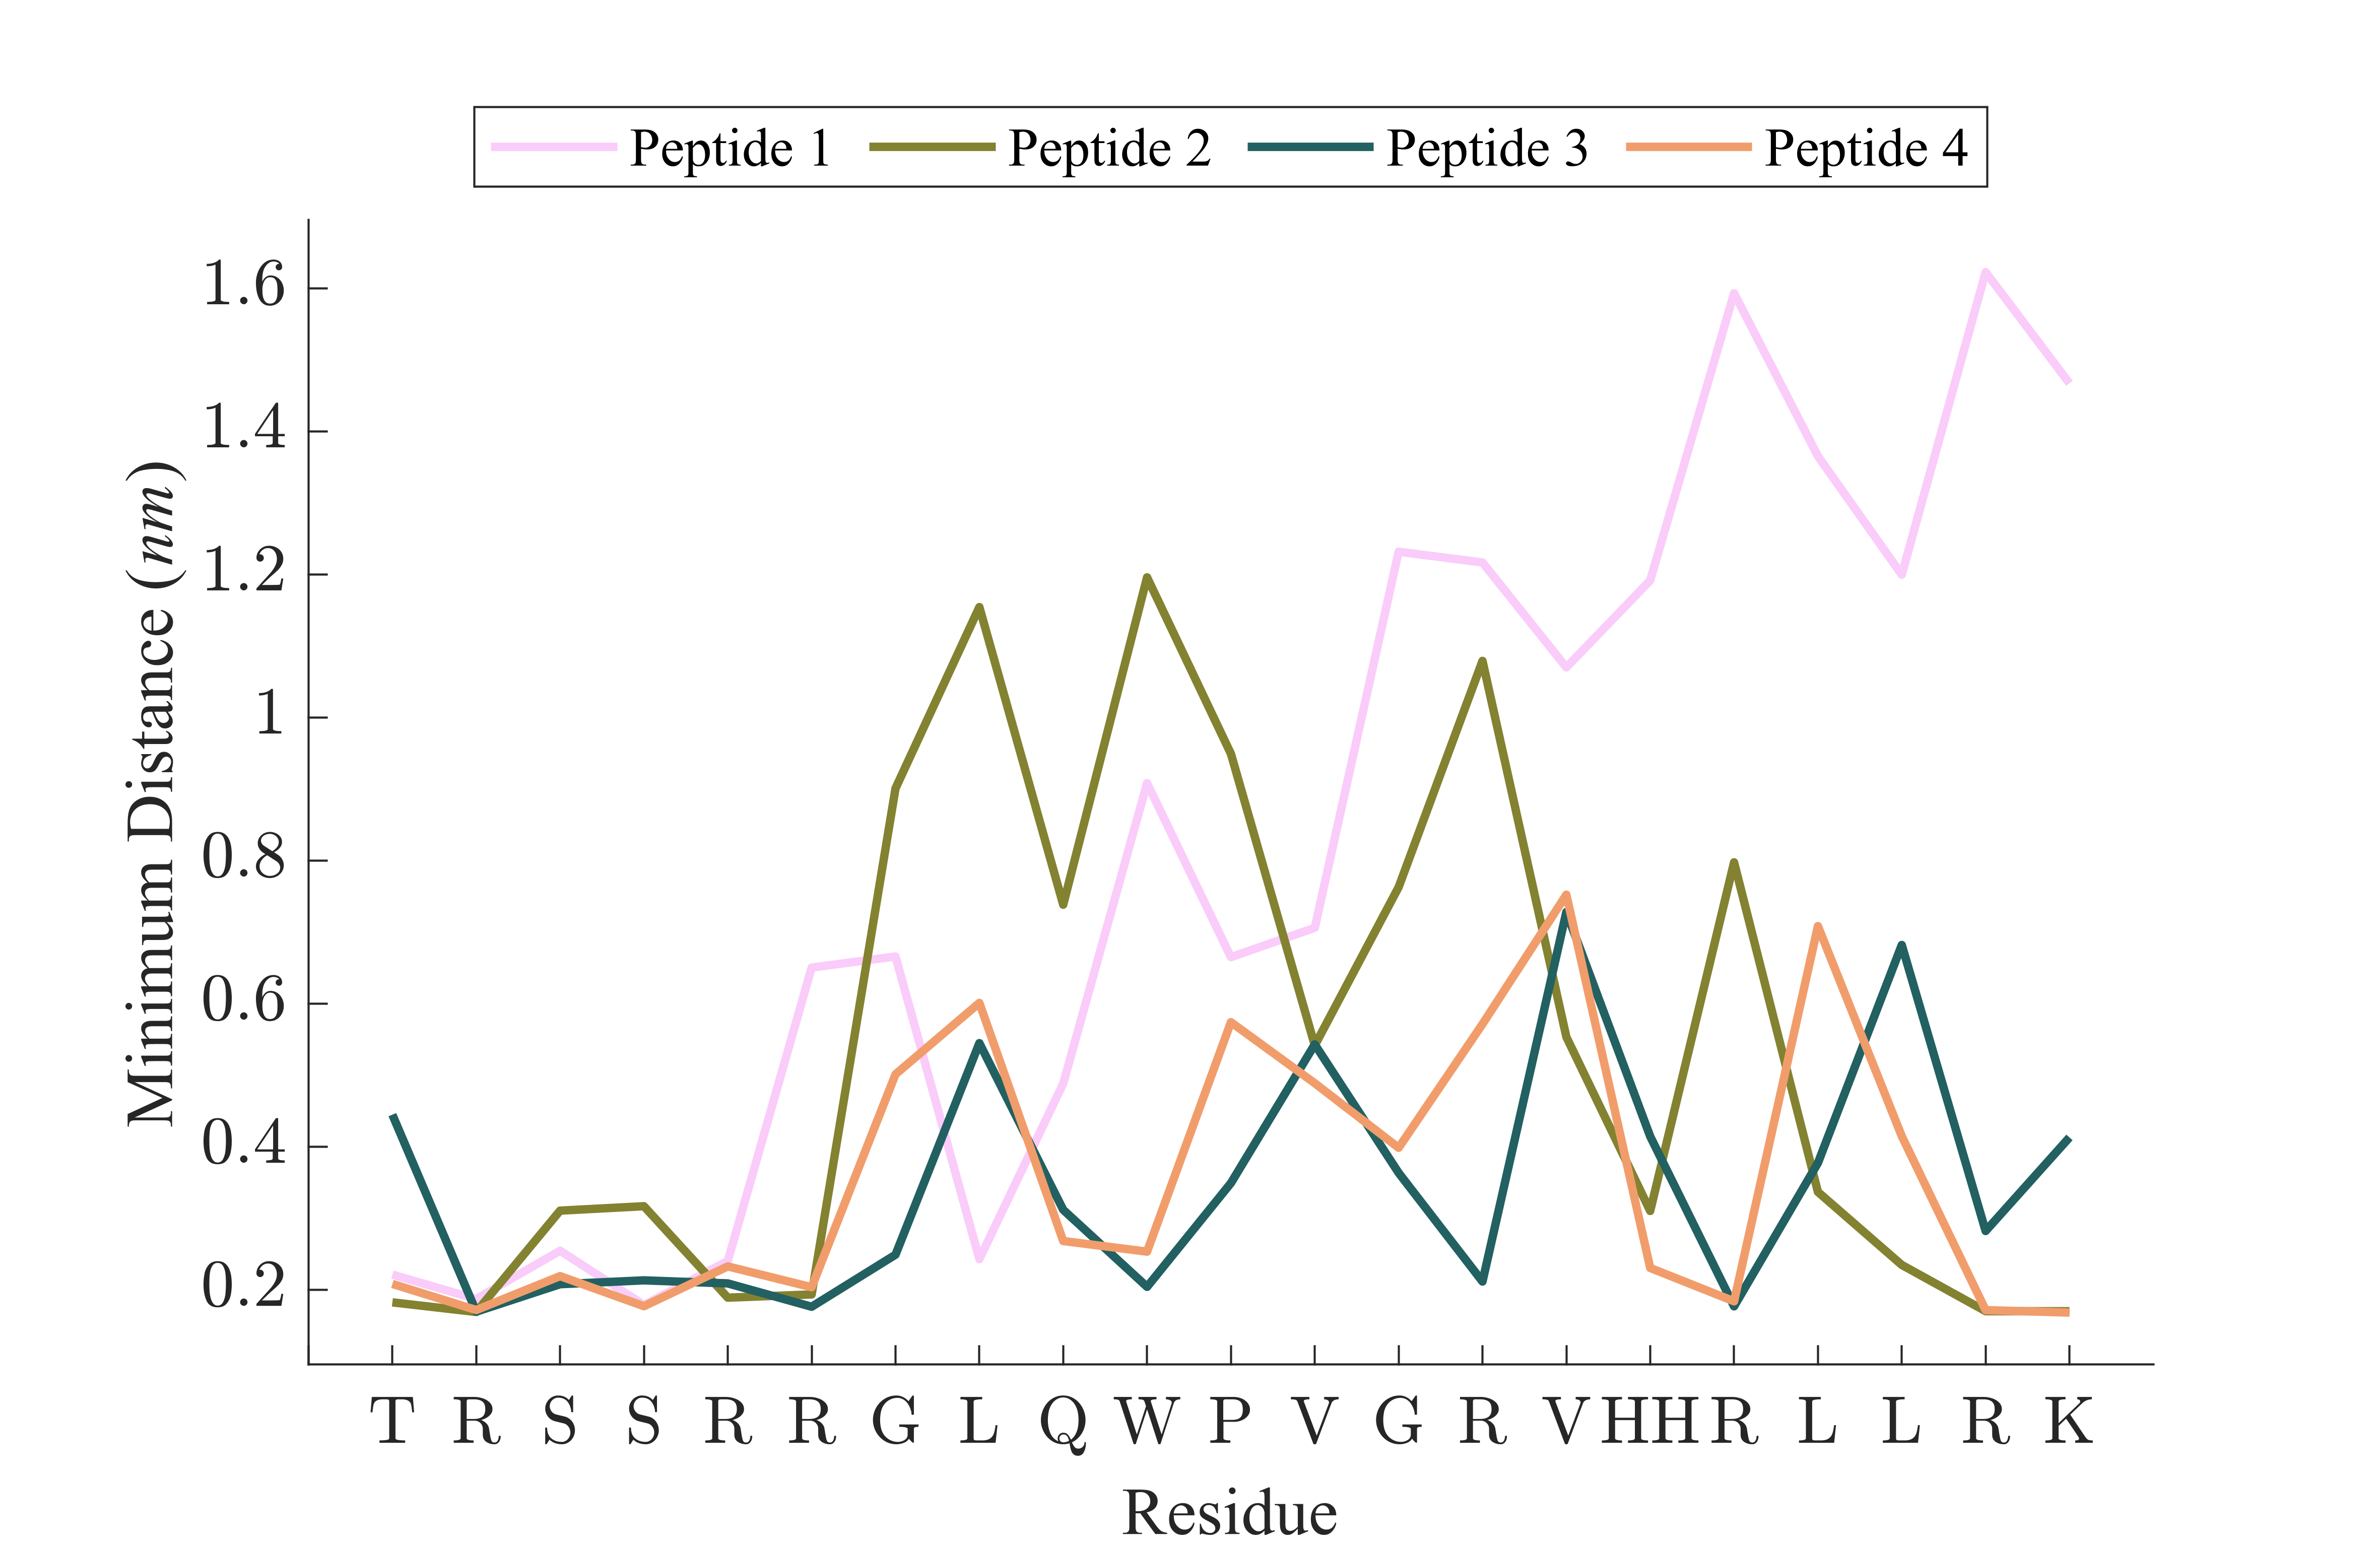 Peptide 1 Peptide 2 Peptide 3 Peptide 4
Minimum Distance (nm)
1.6
1.4
1.2
1
0.8
0.6
0.4
0.2
T R S S R R G L Q W P V G R V HH R L L R K
Residue